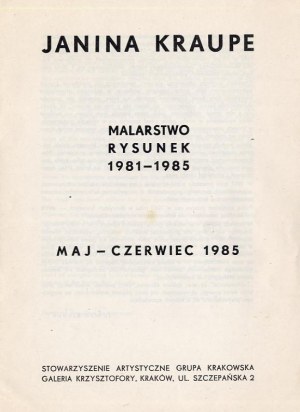 JANINA KRAUPE
MALARSTWO
RYSUNEK
1981–1985
MAJ – CZERWIEC 1985
STOWARZYSZENIE ARTYSTYCZNE GRUPA KRAKOWSKA
GALERIA KRZYSZTOFORY, KRAKÓW, UL. SZCZEPAŃSKA 2